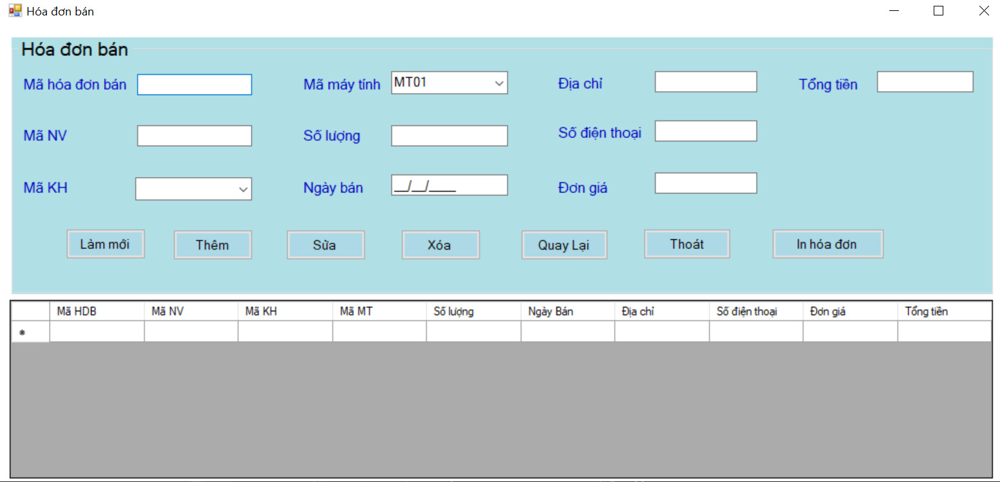 Hóa đơn bán
Hóa đơn bán
Mã hóa đơn bán
Mã máy tính MT01
Địa chỉ
Tổng tiền
Mã NV
Số lượng
Số điện thoại
Mã KH
Ngày bán __/__/____
Đơn giá
Làm mới Thêm Sửa Xóa Quay Lại Thoát In hóa đơn
Mã HDB Mã NV Mã KH Mã MT Số lượng Ngày Bán Địa chỉ Số điện thoại Đơn giá Tổng tiền
*